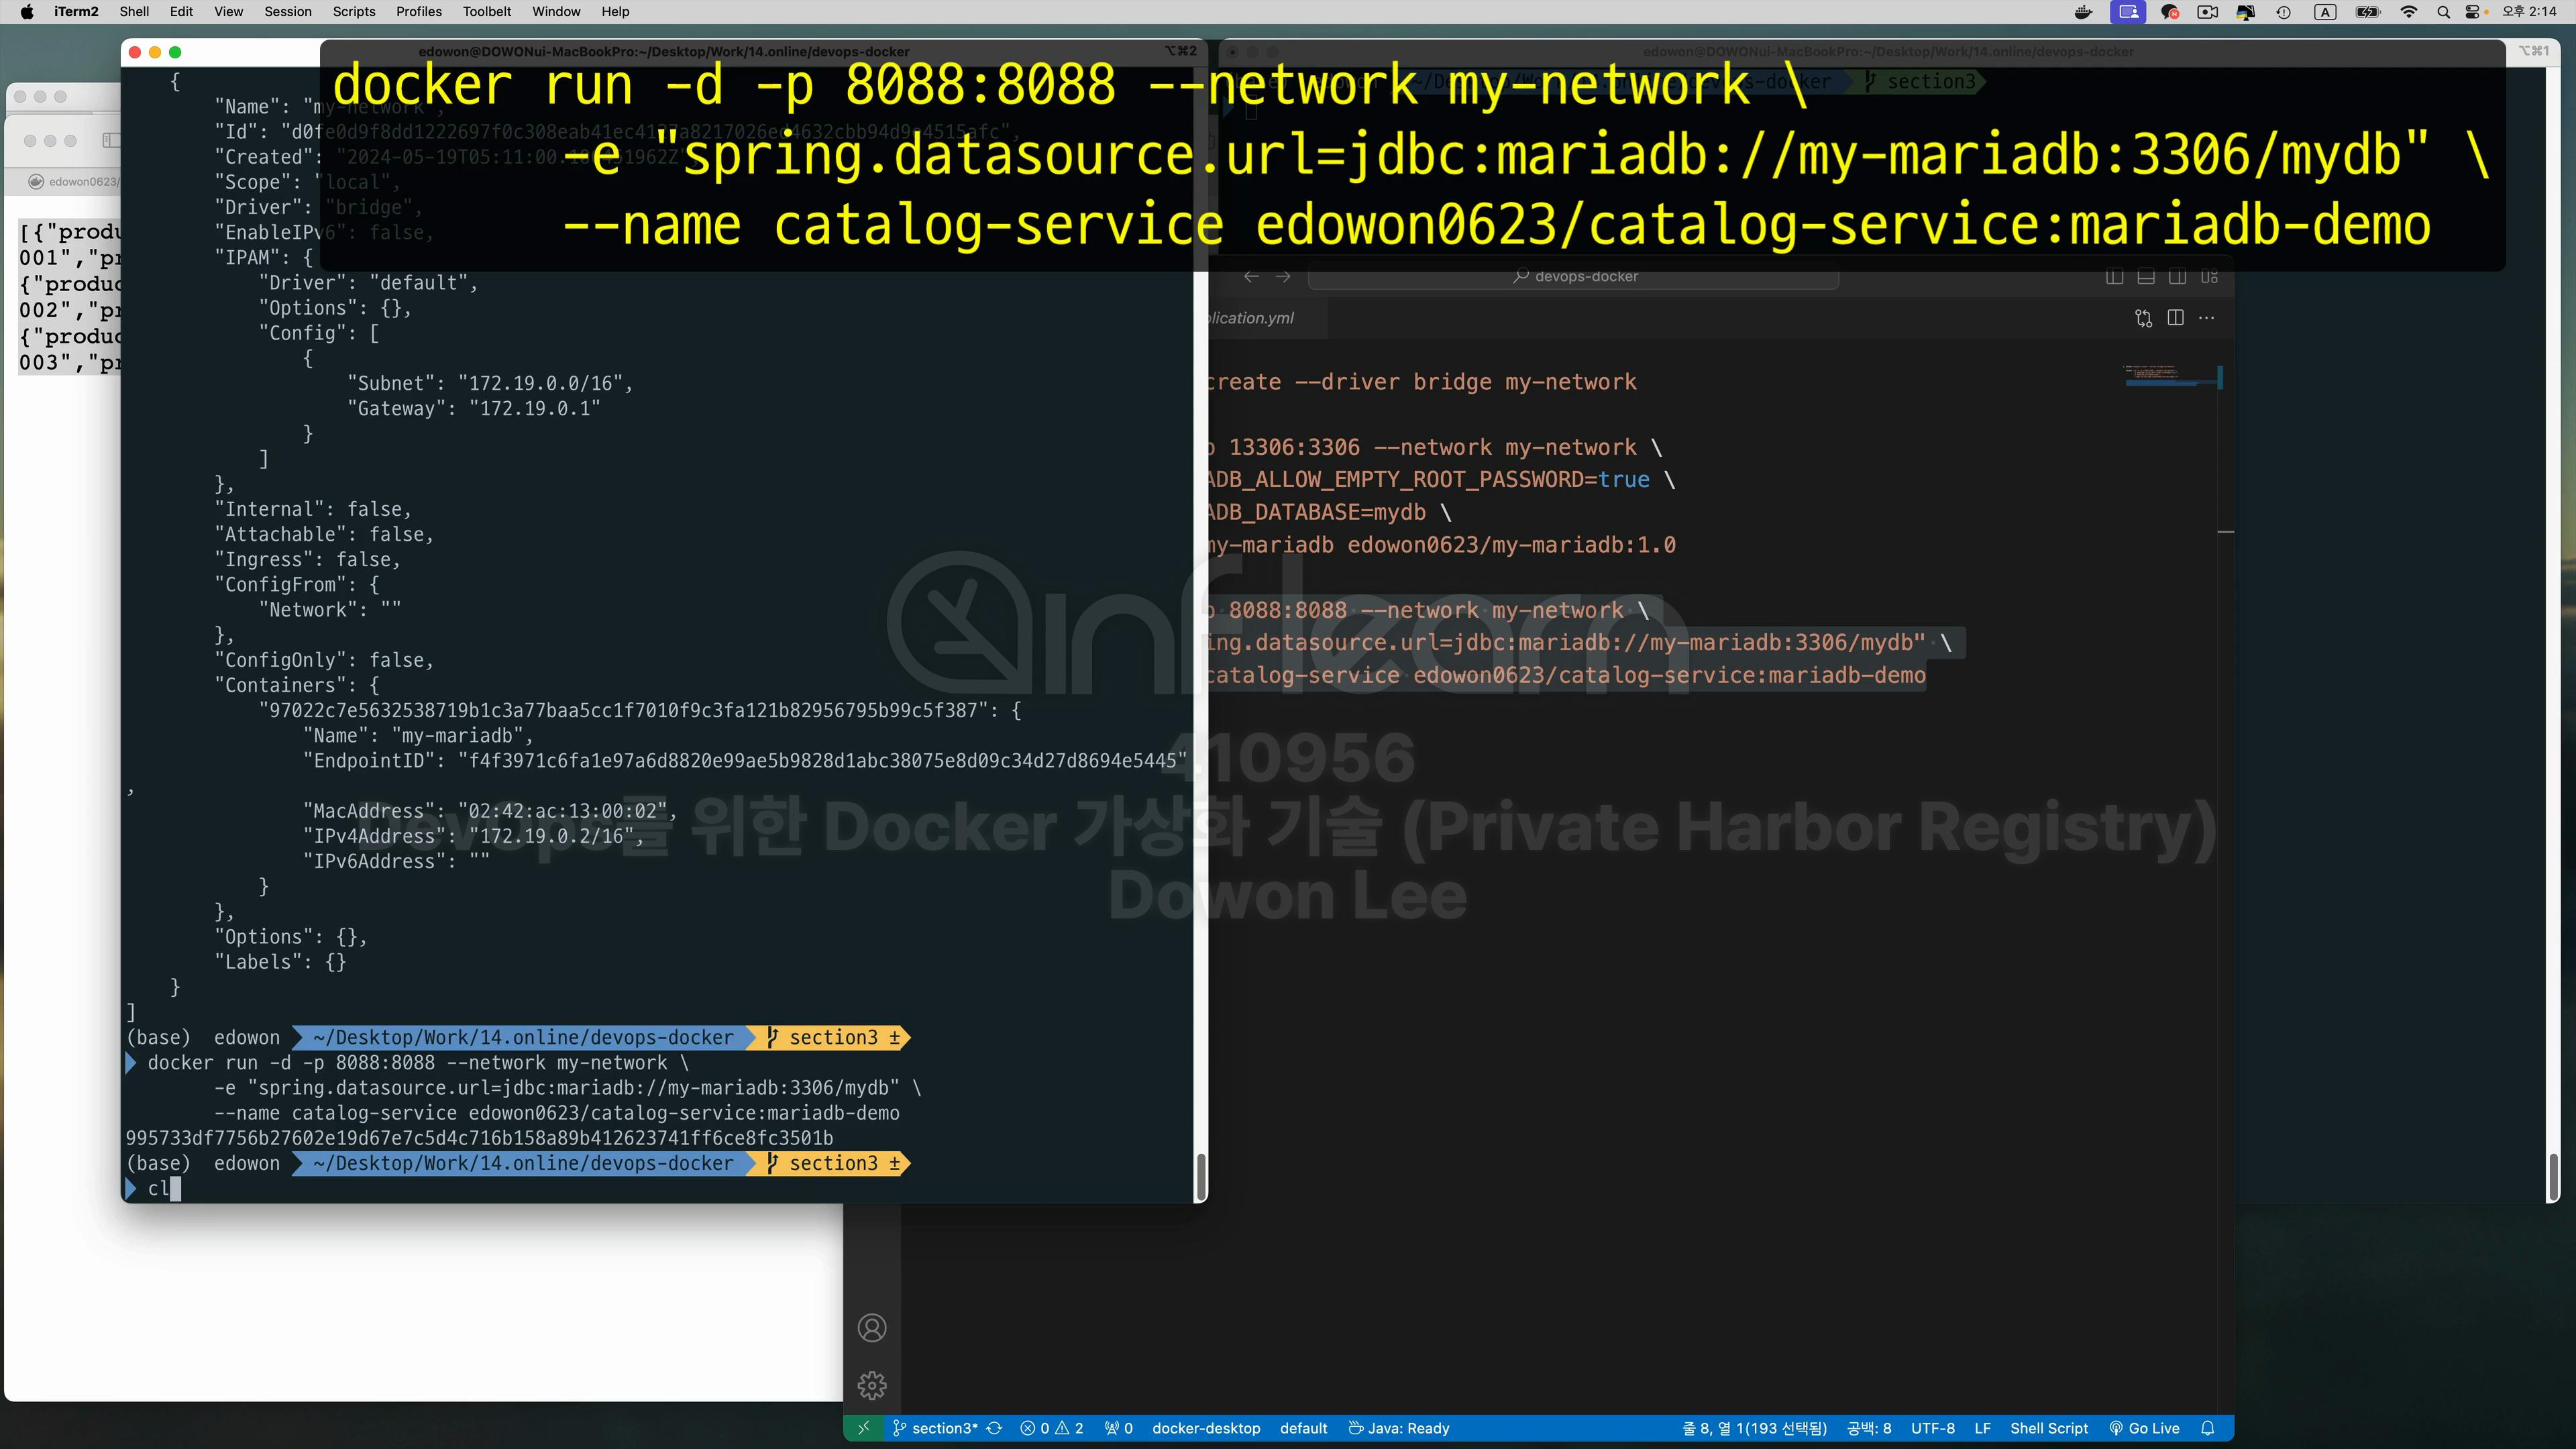 iTerm2 Shell Edit View Session Scripts Profiles Toolbelt Window Help
A
오후 2:14
edowon@DOWONui-MacBookPro:~/Desktop/Work/14.online/devops-docker ⌥⌘2
edowon@DOWONui-MacBookPro:~/Desktop/Work/14.online/devops-docker ⌥⌘1
docker run -d -p 8088:8088 --network my-network \
-e "spring.datasource.url=jdbc:mariadb://my-mariadb:3306/mydb" \
--name catalog-service edowon0623/catalog-service:mariadb-demo
section3
edowon0623/
[{"produ
001","pr
{"produc
002","pr
{"produc
003","pr
{
"Name": "my-network",
"Created": "2024-05-19T05:11:00
"Scope": "local",
"Driver": "bridge",
"EnableIPv6": false,
"IPAM": {
"Driver": "default",
"Options": {},
"Config": [
{
"Subnet": "172.19.0.0/16",
"Gateway": "172.19.0.1"
}
]
},
"Internal": false,
"Attachable": false,
"Ingress": false,
"ConfigFrom": {
"Network": ""
},
"ConfigOnly": false,
"Containers": {
"97022c7e5632538719b1c3a77baa5cc1f7010f9c3fa121b82956795b99c5f387": {
"Name": "my-mariadb",
"EndpointID": "f4f3971c6fa1e97a6d8820e99ae5b9828d1abc38075e8d09c34d27d8694e5445"
,
"MacAddress": "02:42:ac:13:00:02",
"IPv4Address": "172.19.0.2/16",
"IPv6Address": ""
}
},
"Options": {},
"Labels": {}
}
]
(base) edowon ~/Desktop/Work/14.online/devops-docker section3 ±
docker run -d -p 8088:8088 --network my-network \
-e "spring.datasource.url=jdbc:mariadb://my-mariadb:3306/mydb" \
--name catalog-service edowon0623/catalog-service:mariadb-demo
995733df7756b27602e19d67e7c5d4c716b158a89b412623741ff6ce8fc3501b
(base) edowon ~/Desktop/Work/14.online/devops-docker section3 ±
cl
devops-docker
plication.yml
create --driver bridge my-network
p 13306:3306 --network my-network \
ADB_ALLOW_EMPTY_ROOT_PASSWORD=true \
ADB_DATABASE=mydb \
my-mariadb edowon0623/my-mariadb:1.0
p 8088:8088 --network my-network \
ing.datasource.url=jdbc:mariadb://my-mariadb:3306/mydb" \
catalog-service edowon0623/catalog-service:mariadb-demo
inflearn
410956
DevOps를 위한 Docker 가상화 기술 (Private Harbor Registry)
Dowon Lee
section3* 0 2 0 docker-desktop default Java: Ready
줄 8, 열 1(193 선택됨) 공백: 8 UTF-8 LF Shell Script Go Live